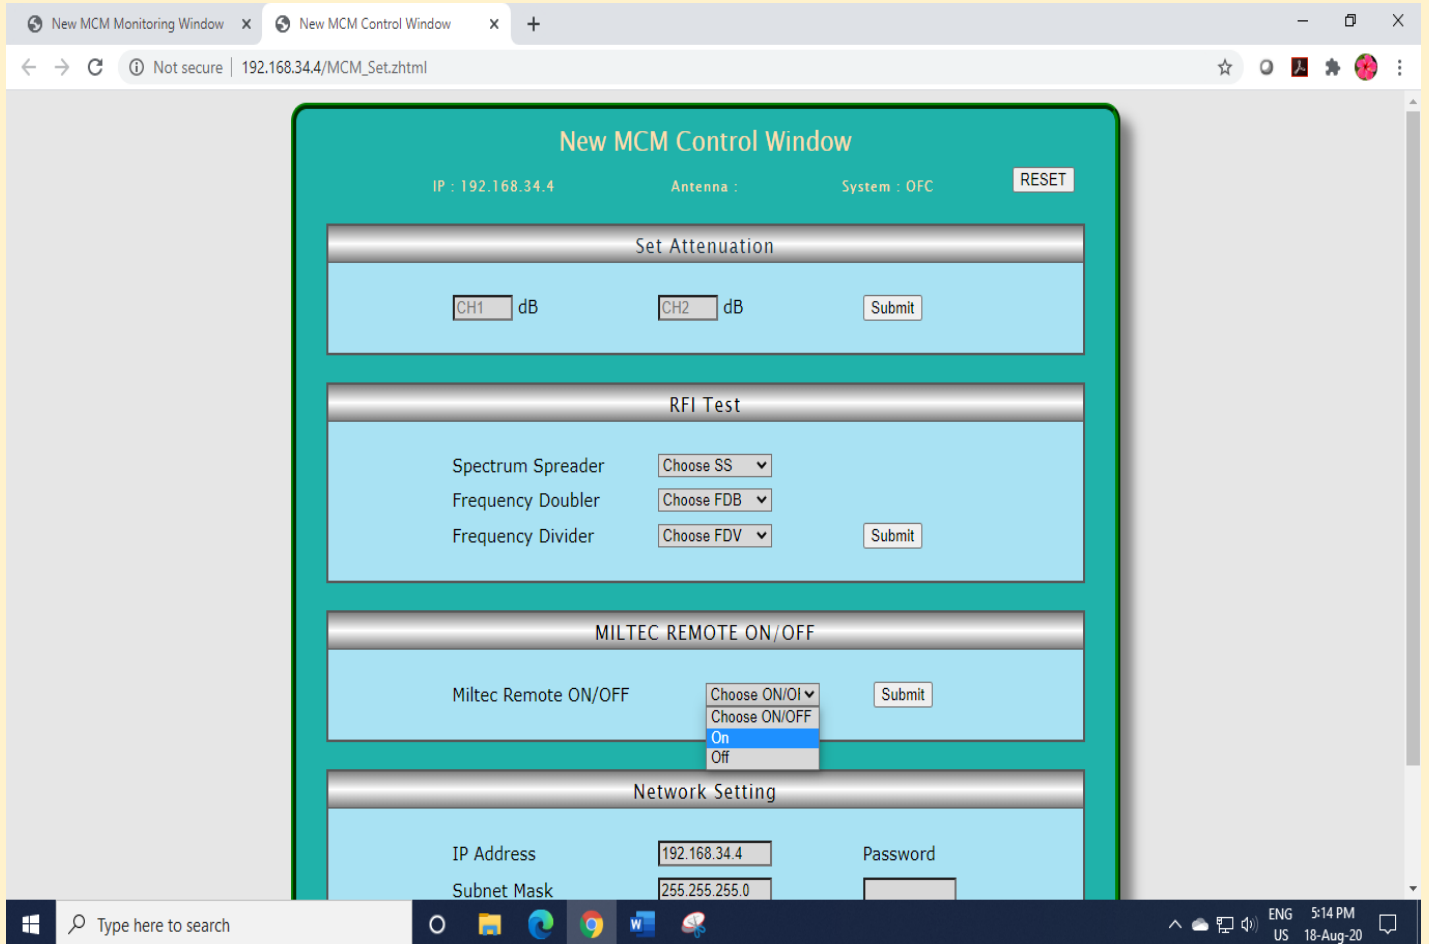 New MCM Monitoring Window
New MCM Control Window
Not secure 192.168.34.4/MCM_Set.zhtml
New MCM Control Window
IP : 192.168.34.4 Antenna : System : OFC RESET
Set Attenuation
CH1 dB CH2 dB Submit
RFI Test
Spectrum Spreader Choose SS
Frequency Doubler Choose FDB
Frequency Divider Choose FDV Submit
MILTEC REMOTE ON/OFF
Miltec Remote ON/OFF Choose ON/OI Submit
Choose ON/OFF
On
Off
Network Setting
IP Address 192.168.34.4 Password
Subnet Mask 255.255.255.0
Type here to search
ENG 5:14 PM
US 18-Aug-20